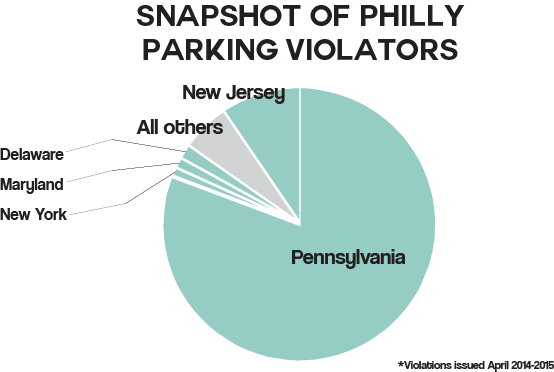 SNAPSHOT OF PHILLY
PARKING VIOLATORS
New Jersey
All others
Delaware
Maryland
New York
Pennsylvania
*Violations issued April 2014-2015